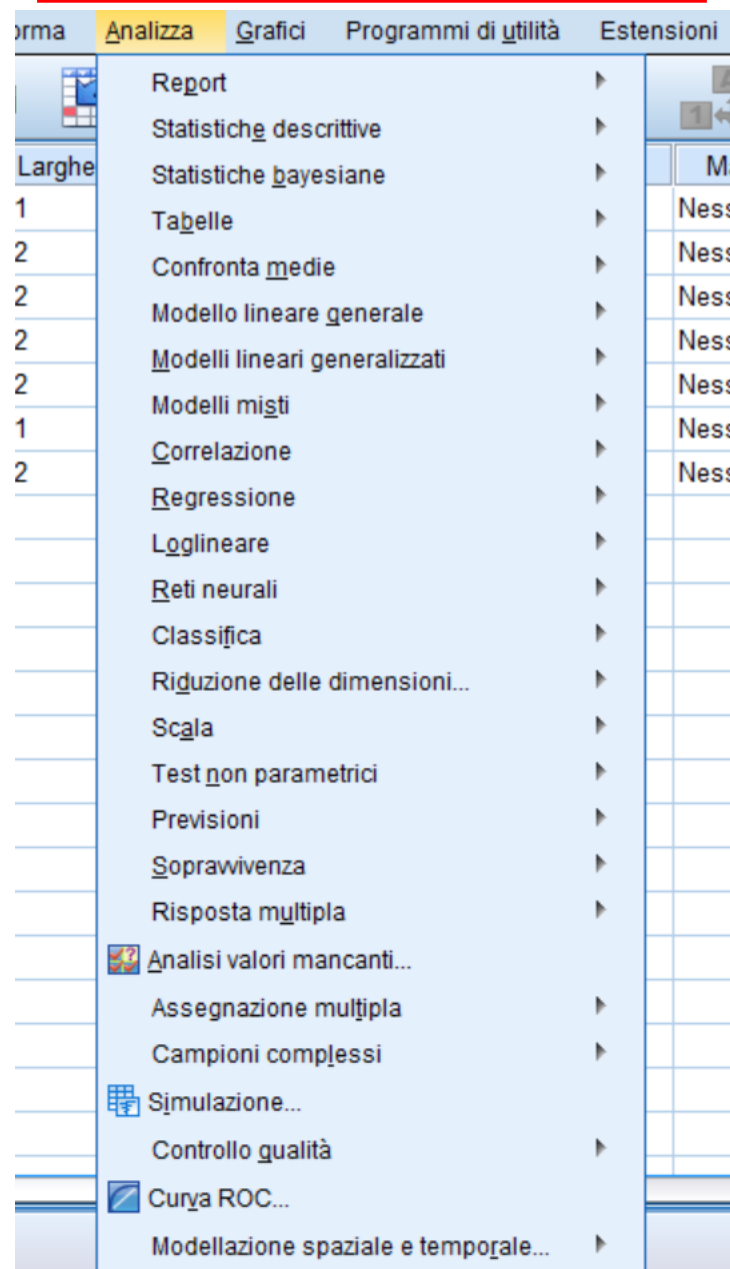 orma Analizza Grafici Programmi di utilità Estensioni
Report
Statistiche descrittive
Larghe Statistiche bayesiane Ma
1 Tabelle Ness
2 Confronta medie Ness
2 Modello lineare generale Ness
2 Modelli lineari generalizzati Ness
2 Modelli misti Ness
1 Correlazione Ness
2 Regressione Ness
Loglineare
Reti neurali
Classifica
Riduzione delle dimensioni...
Scala
Test non parametrici
Previsioni
Sopravvivenza
Risposta multipla
Analisi valori mancanti...
Assegnazione multipla
Campioni complessi
Simulazione...
Controllo qualità
Curva ROC...
Modellazione spaziale e temporale...